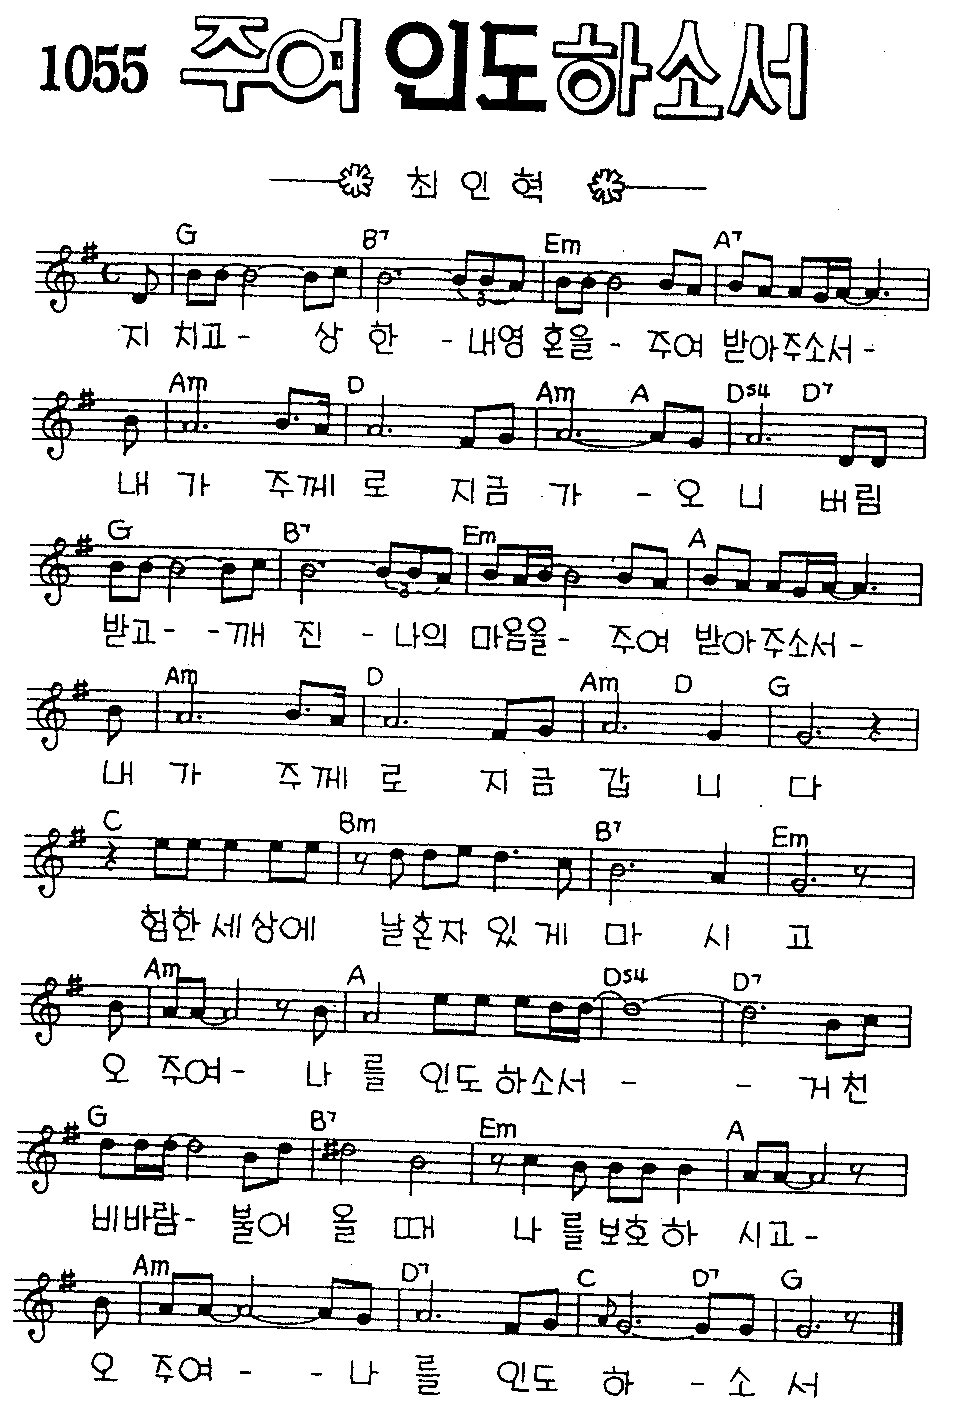 1055 주여 인도하소서
최 인 혁
G B7 Em A7
지 치고- 상 한 -내영 혼을- 주여 받아주소서-
Am D Am A Ds4 D7
내 가 주께 로 지금 가 -오 니 버림
G B7 Em A
받고- -깨 진 -나의 마음을- 주여 받아주소서-
Am D Am D G
내 가 주께 로 지 금 갑 니 다
C Bm B7 Em
험한 세 상에 날혼자 있 게 마 시 고
Am A Ds4 D7
오 주여- 나 를 인도 하소서 - - 거 친
G B7 Em A
비바람- 불어 올 때 나 를 보호 하 시고-
Am D7 C D7 G
오 주여 - -나 를 인도 하 -소 서